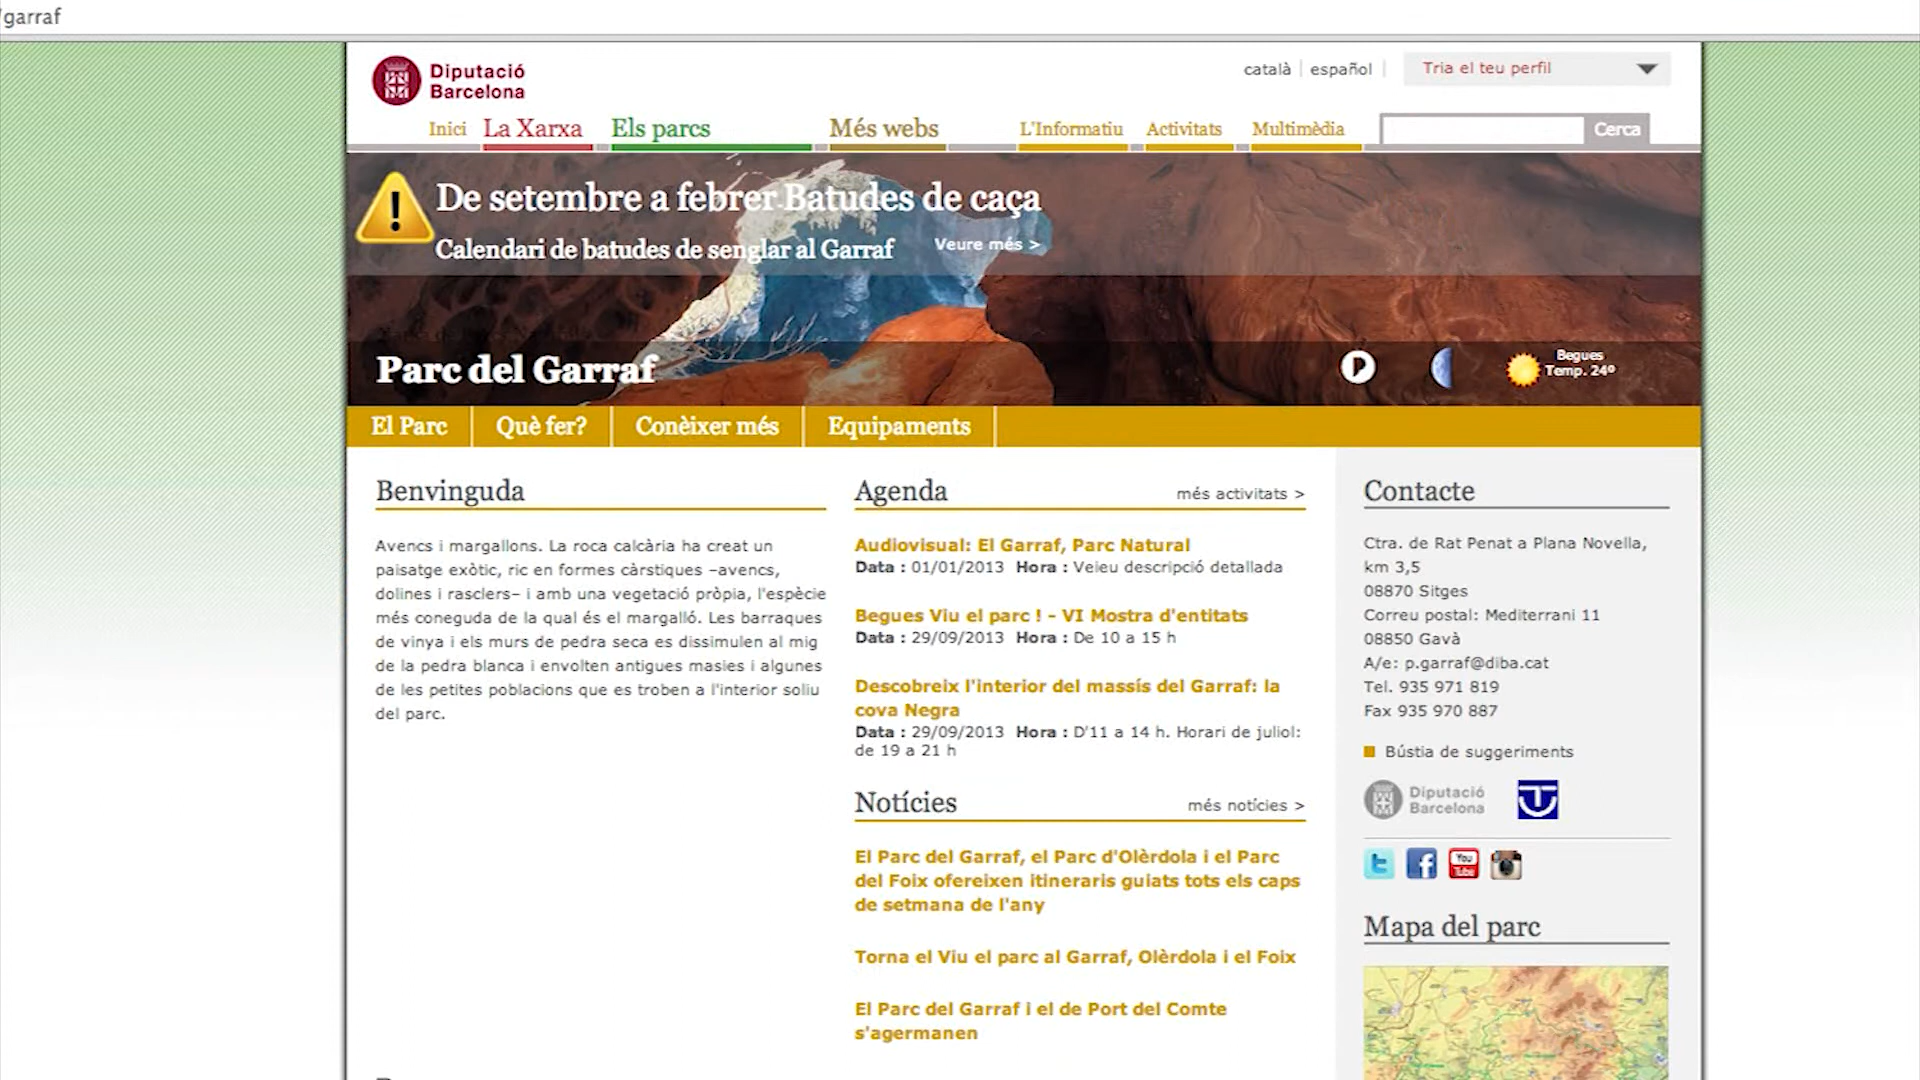 /garraf
Diputació
Barcelona
català
español
Tria el teu perfil
Inici
La Xarxa
Els parcs
Més webs
L'Informatiu
Activitats
Multimèdia
Cerca
De setembre a febrer.Batudes de caça
Calendari de batudes de senglar al Garraf
Veure més >
Parc del Garraf
P
Begues
Temp. 24º
El Parc
Què fer?
Conèixer més
Equipaments
Benvinguda
Avencs i margallons. La roca calcària ha creat un
paisatge exòtic, ric en formes càrstiques –avencs,
dolines i rasclers– i amb una vegetació pròpia, l'espècie
més coneguda de la qual és el margalló. Les barraques
de vinya i els murs de pedra seca es dissimulen al mig
de la pedra blanca i envolten antigues masies i algunes
de les petites poblacions que es troben a l'interior soliu
del parc.
Agenda
més activitats >
Audiovisual: El Garraf, Parc Natural
Data : 01/01/2013 Hora : Veieu descripció detallada
Begues Viu el parc ! - VI Mostra d'entitats
Data : 29/09/2013 Hora : De 10 a 15 h
Descobreix l'interior del massís del Garraf: la
cova Negra
Data : 29/09/2013 Hora : D'11 a 14 h. Horari de juliol:
de 19 a 21 h
Notícies
més notícies >
El Parc del Garraf, el Parc d'Olèrdola i el Parc
del Foix ofereixen itineraris guiats tots els caps
de setmana de l'any
Torna el Viu el parc al Garraf, Olèrdola i el Foix
El Parc del Garraf i el de Port del Comte
s'agermanen
Contacte
Ctra. de Rat Penat a Plana Novella,
km 3,5
08870 Sitges
Correu postal: Mediterrani 11
08850 Gavà
A/e: p.garraf@diba.cat
Tel. 935 971 819
Fax 935 970 887
Bústia de suggeriments
Diputació
Barcelona
You
Tube
Mapa del parc